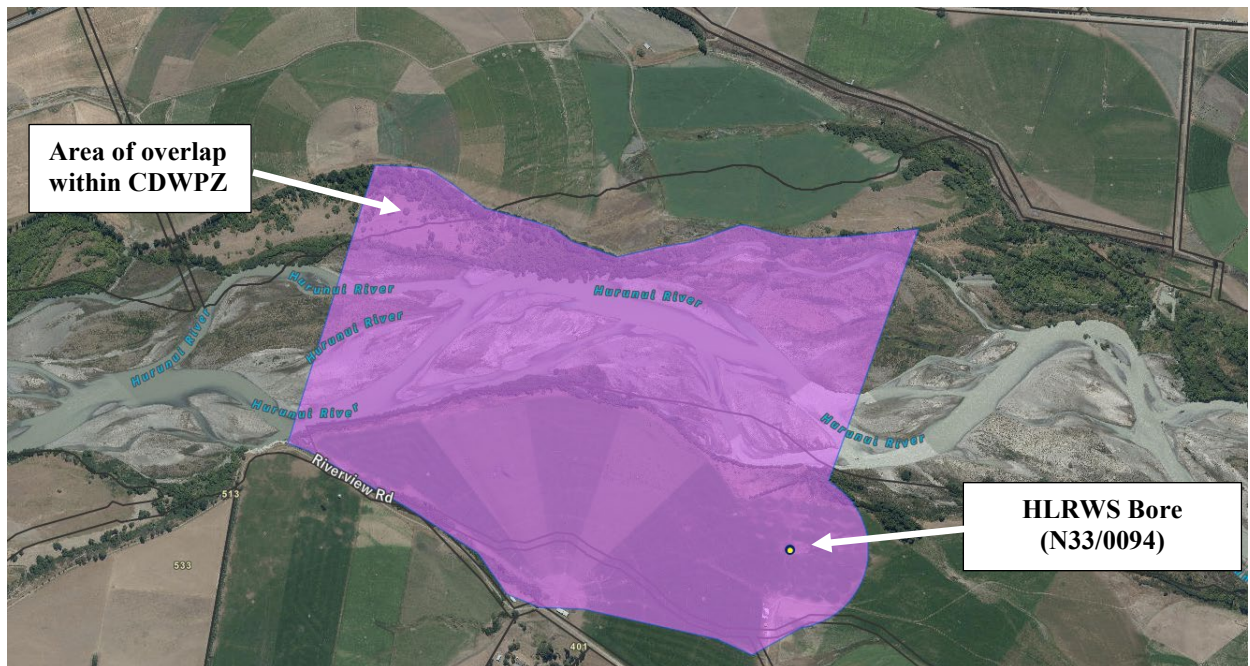 Area of overlap
within CDWPZ
Hurunui River
Hurunui River
Hurunui River
Hurunui River
Hurunui River
Hurunui River
Riverview Rd
513
533
401
HLRWS Bore
(N33/0094)